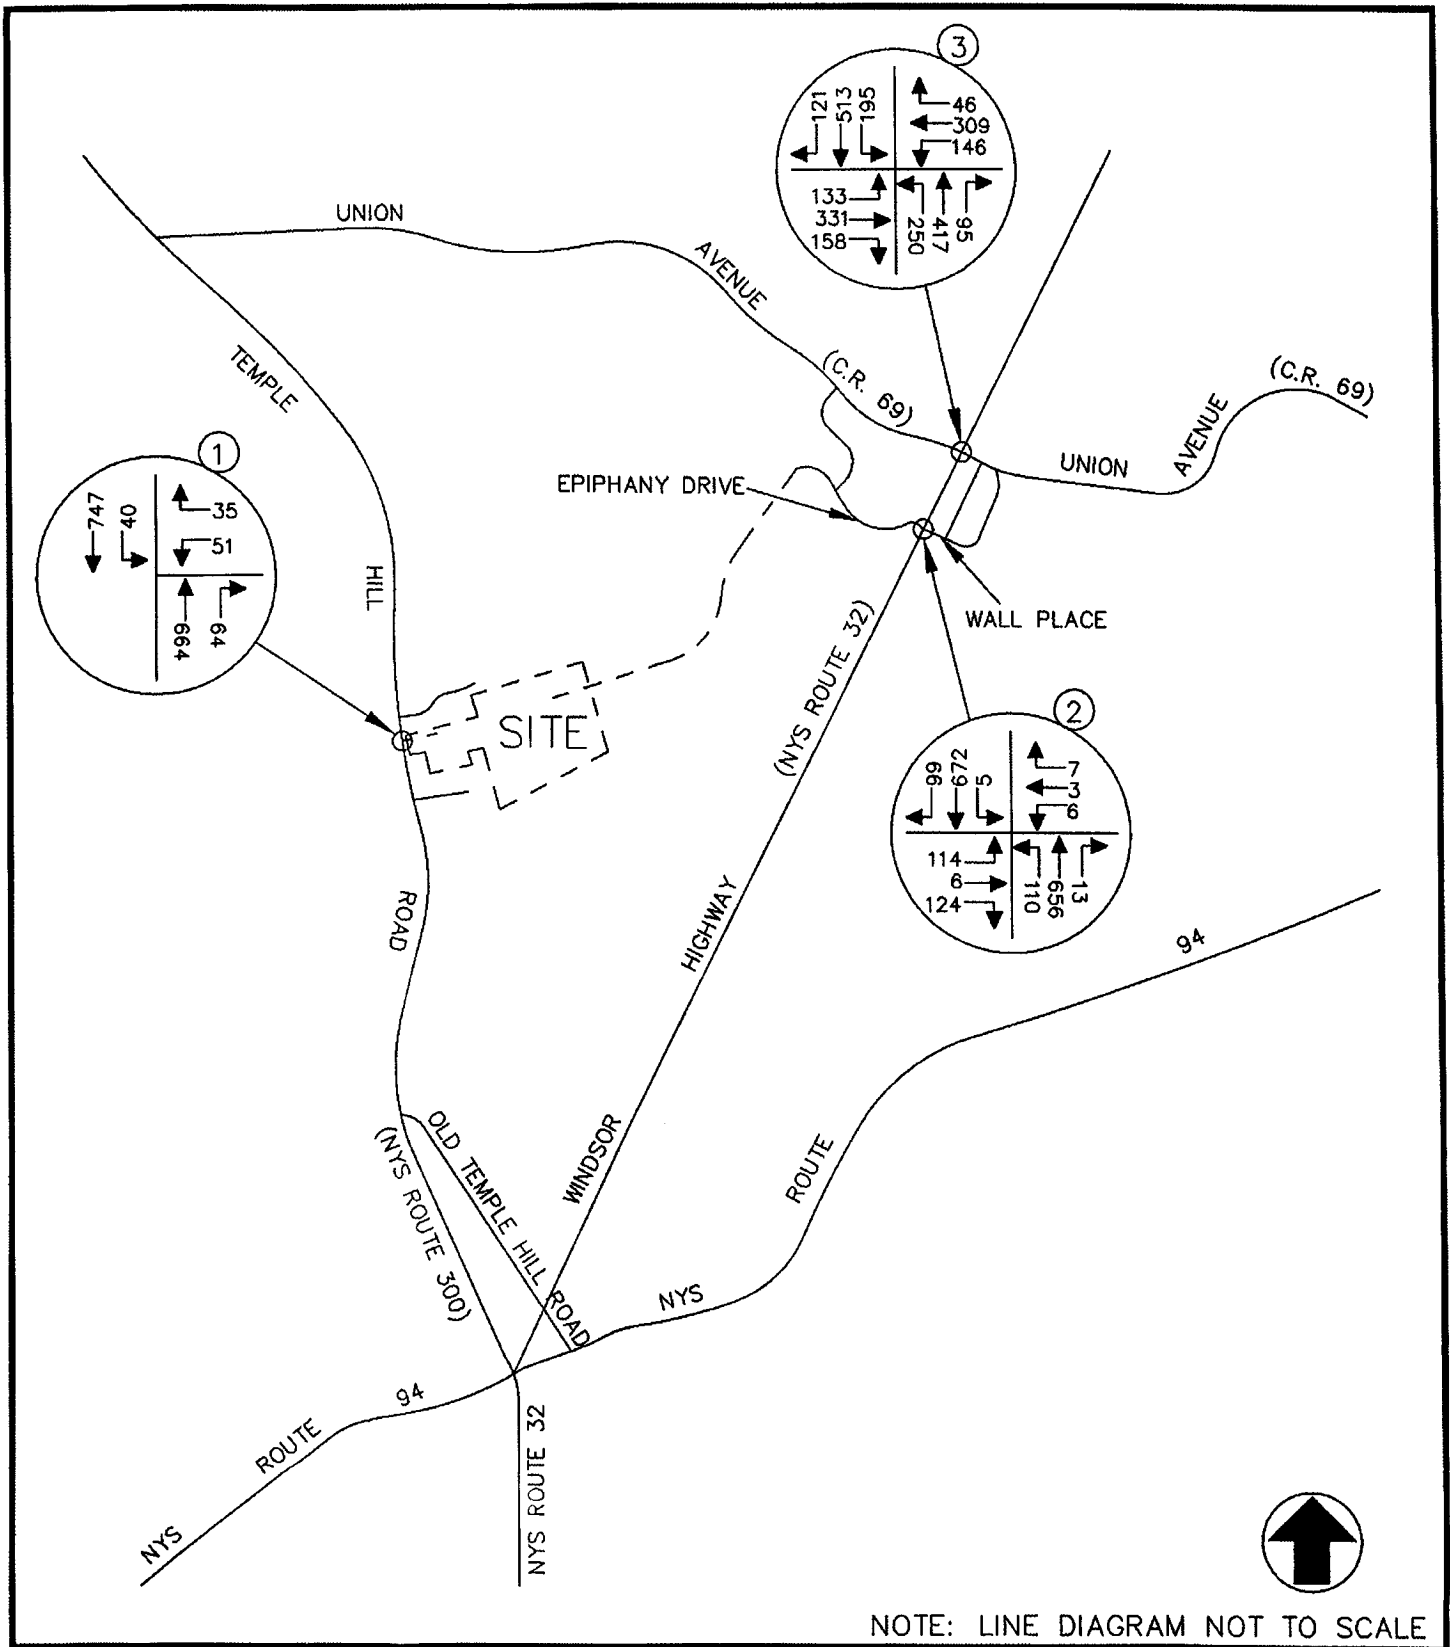 3
121
513
195
46
309
146
133
331
158
250
417
95
UNION
AVENUE
(C.R. 69)
(C.R. 69)
TEMPLE
UNION
AVENUE
1
EPIPHANY DRIVE
747
40
35
51
664
64
HILL
WALL PLACE
(NYS ROUTE 32)
SITE
2
99
672
5
7
3
6
114
6
124
110
656
13
ROAD
HIGHWAY
94
OLD TEMPLE HILL ROAD
(NYS ROUTE 300)
WINDSOR
ROUTE
NYS
94
ROUTE
NYS
NYS ROUTE 32
NOTE: LINE DIAGRAM NOT TO SCALE